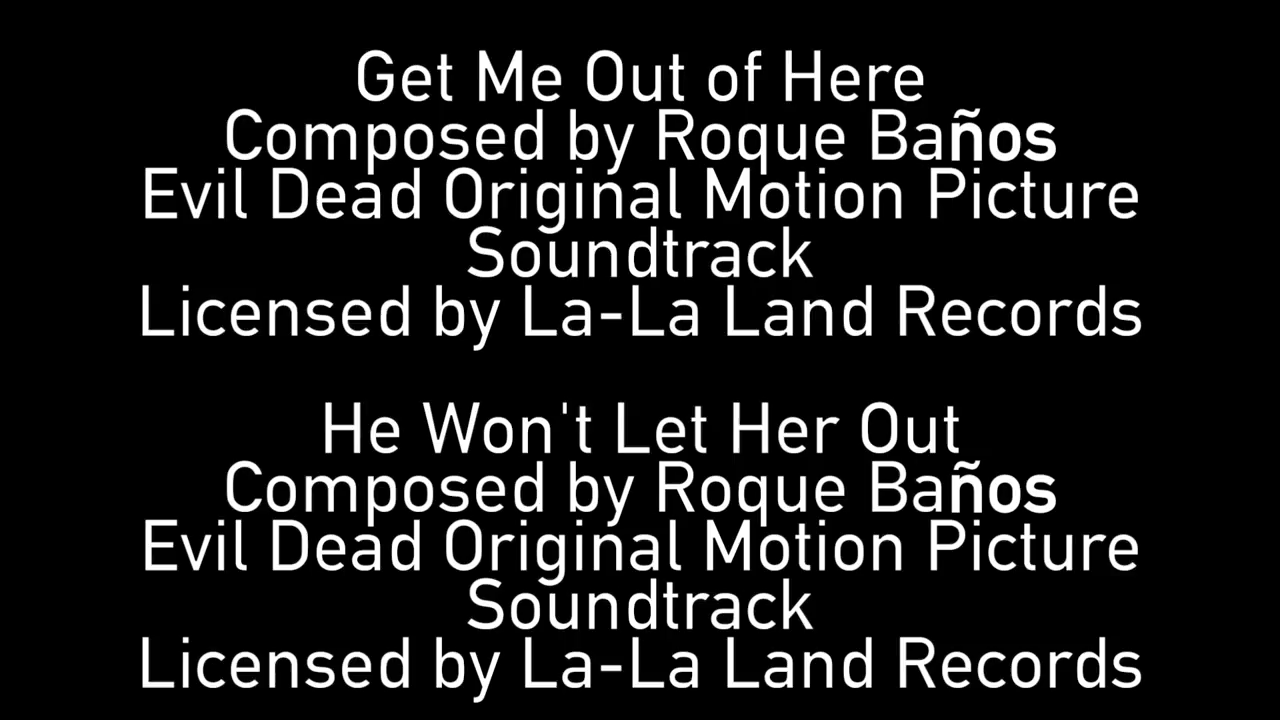 Get Me Out of Here
Composed by Roque Baños
Evil Dead Original Motion Picture
Soundtrack
Licensed by La-La Land Records
He Won't Let Her Out
Composed by Roque Baños
Evil Dead Original Motion Picture
Soundtrack
Licensed by La-La Land Records